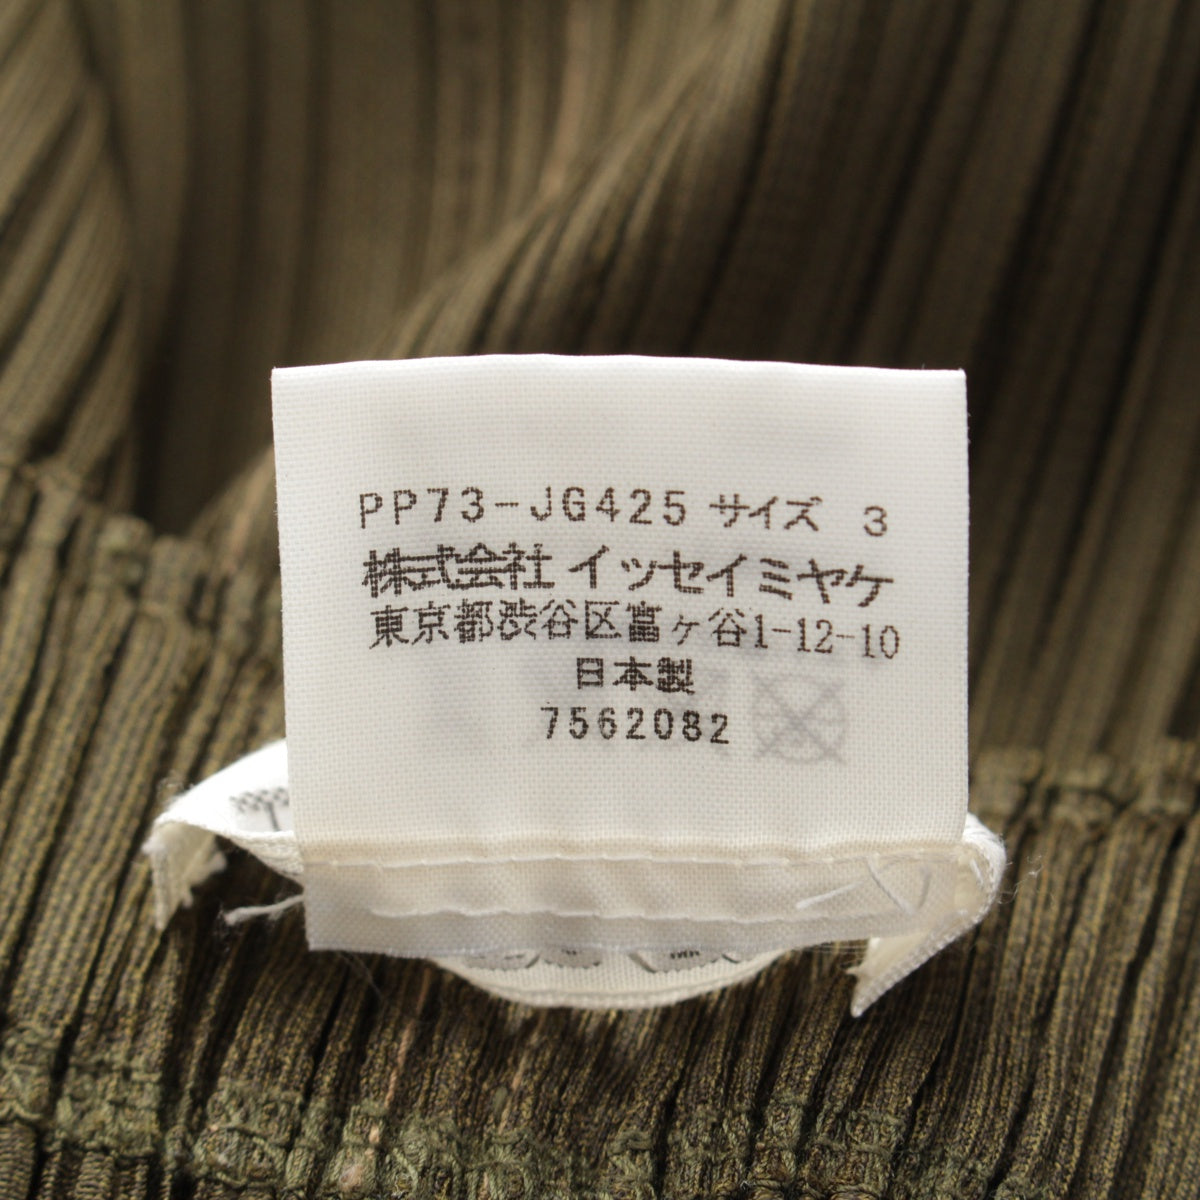 PP73-JG425 サイズ 3
株式会社 イッセイミヤケ
東京都渋谷区富ヶ谷1-12-10
日本製
7562082